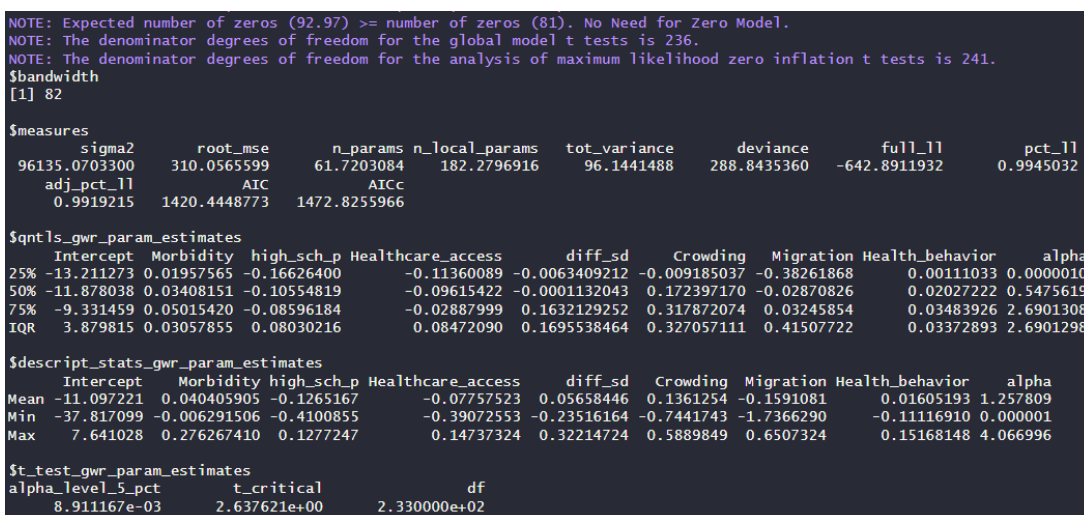 NOTE: Expected number of zeros (92.97) >= number of zeros (81). No Need for Zero Model.
NOTE: The denominator degrees of freedom for the global model t tests is 236.
NOTE: The denominator degrees of freedom for the analysis of maximum likelihood zero inflation t tests is 241.
$bandwidth
[1] 82
$measures
sigma2 root_mse n_params n_local_params tot_variance deviance full_ll pct_ll
96135.0703300 310.0565599 61.7203084 182.2796916 96.1441488 288.8435360 -642.8911932 0.9945032
adj_pct_ll AIC AICc
0.9919215 1420.4448773 1472.8255966
$qntls_gwr_param_estimates
Intercept Morbidity high_sch_p Healthcare_access diff_sd Crowding Migration Health_behavior alpha
25% -13.211273 0.01957565 -0.16626400 -0.11360089 -0.0063409212 -0.009185037 -0.38261868 0.00111033 0.0000010
50% -11.878038 0.03408151 -0.10554819 -0.09615422 -0.0001132043 0.172397170 -0.02870826 0.02027222 0.5475619
75% -9.331459 0.05015420 -0.08596184 -0.02887999 0.1632129252 0.317872074 0.03245854 0.03483926 2.6901308
IQR 3.879815 0.03057855 0.08030216 0.08472090 0.1695538464 0.327057111 0.41507722 0.03372893 2.6901298
$descript_stats_gwr_param_estimates
Intercept Morbidity high_sch_p Healthcare_access diff_sd Crowding Migration Health_behavior alpha
Mean -11.097221 0.040405905 -0.1265167 -0.07757523 0.05658446 0.1361254 -0.1591081 0.01605193 1.257809
Min -37.817099 -0.006291506 -0.4100855 -0.39072553 -0.23516164 -0.7441743 -1.7366290 -0.11116910 0.000001
Max 7.641028 0.276267410 0.1277247 0.14737324 0.32214724 0.5889849 0.6507324 0.15168148 4.066996
$t_test_gwr_param_estimates
alpha_level_5_pct t_critical df
8.911167e-03 2.637621e+00 2.330000e+02